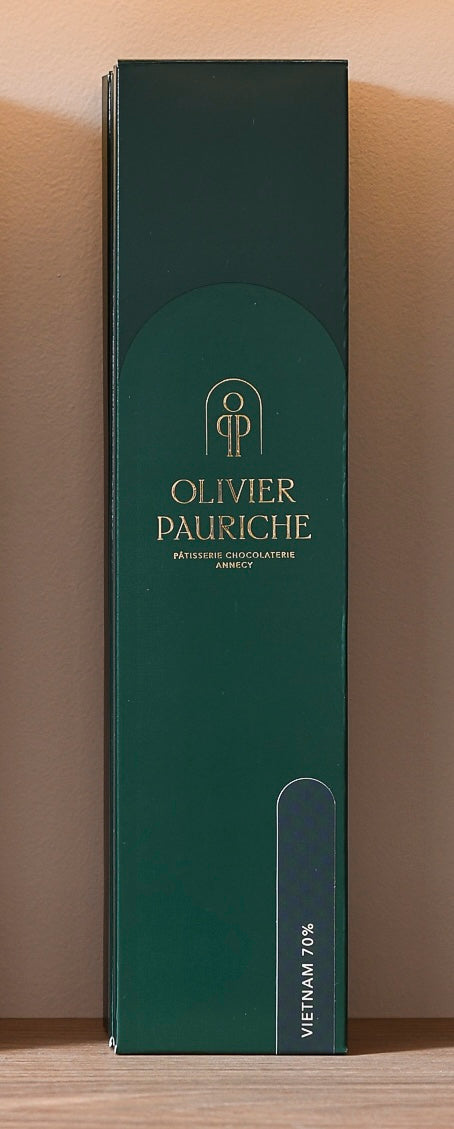 OLIVIER
PAURICHE
PÂTISSERIE CHOCOLATERIE
ANNECY
VIETNAM 70%